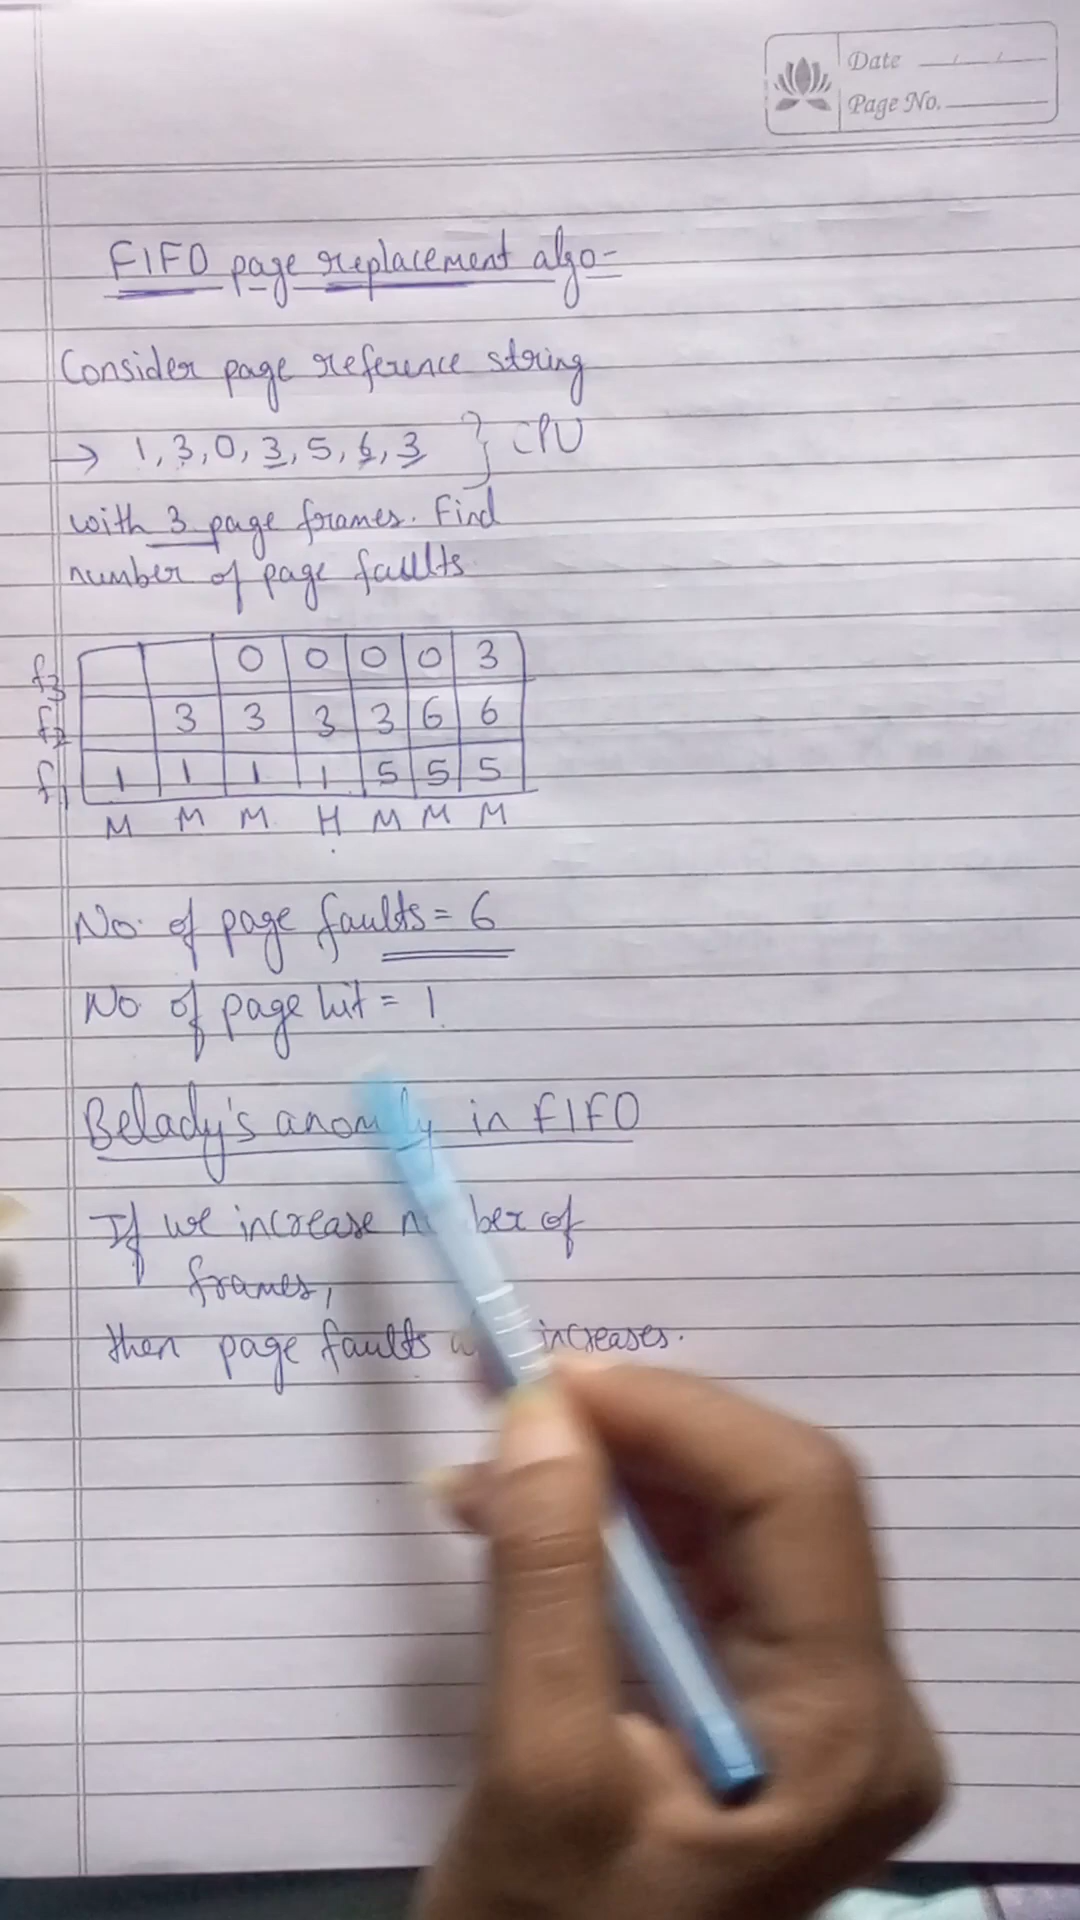 Date
Page No.
FIFO page replacement algo-
Consider page reference string
→ 1, 3, 0, 3, 5, 6, 3 } CPU
with 3 page frames. Find
number of page faults
f3 0 0 0 0 3
f2 3 3 3 3 6 6
f1 1 1 1 1 5 5 5
M M M H M M M
No. of page faults = 6
No of page hit = 1
Belady's in FIFO
If we increase of
frames,
then page faults increases.